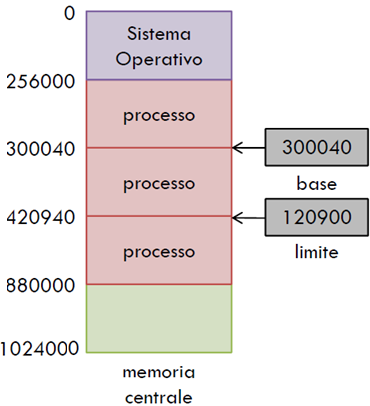 0
Sistema
Operativo
256000
processo
300040
300040
base
processo
420940
120900
limite
processo
880000
1024000
memoria
centrale